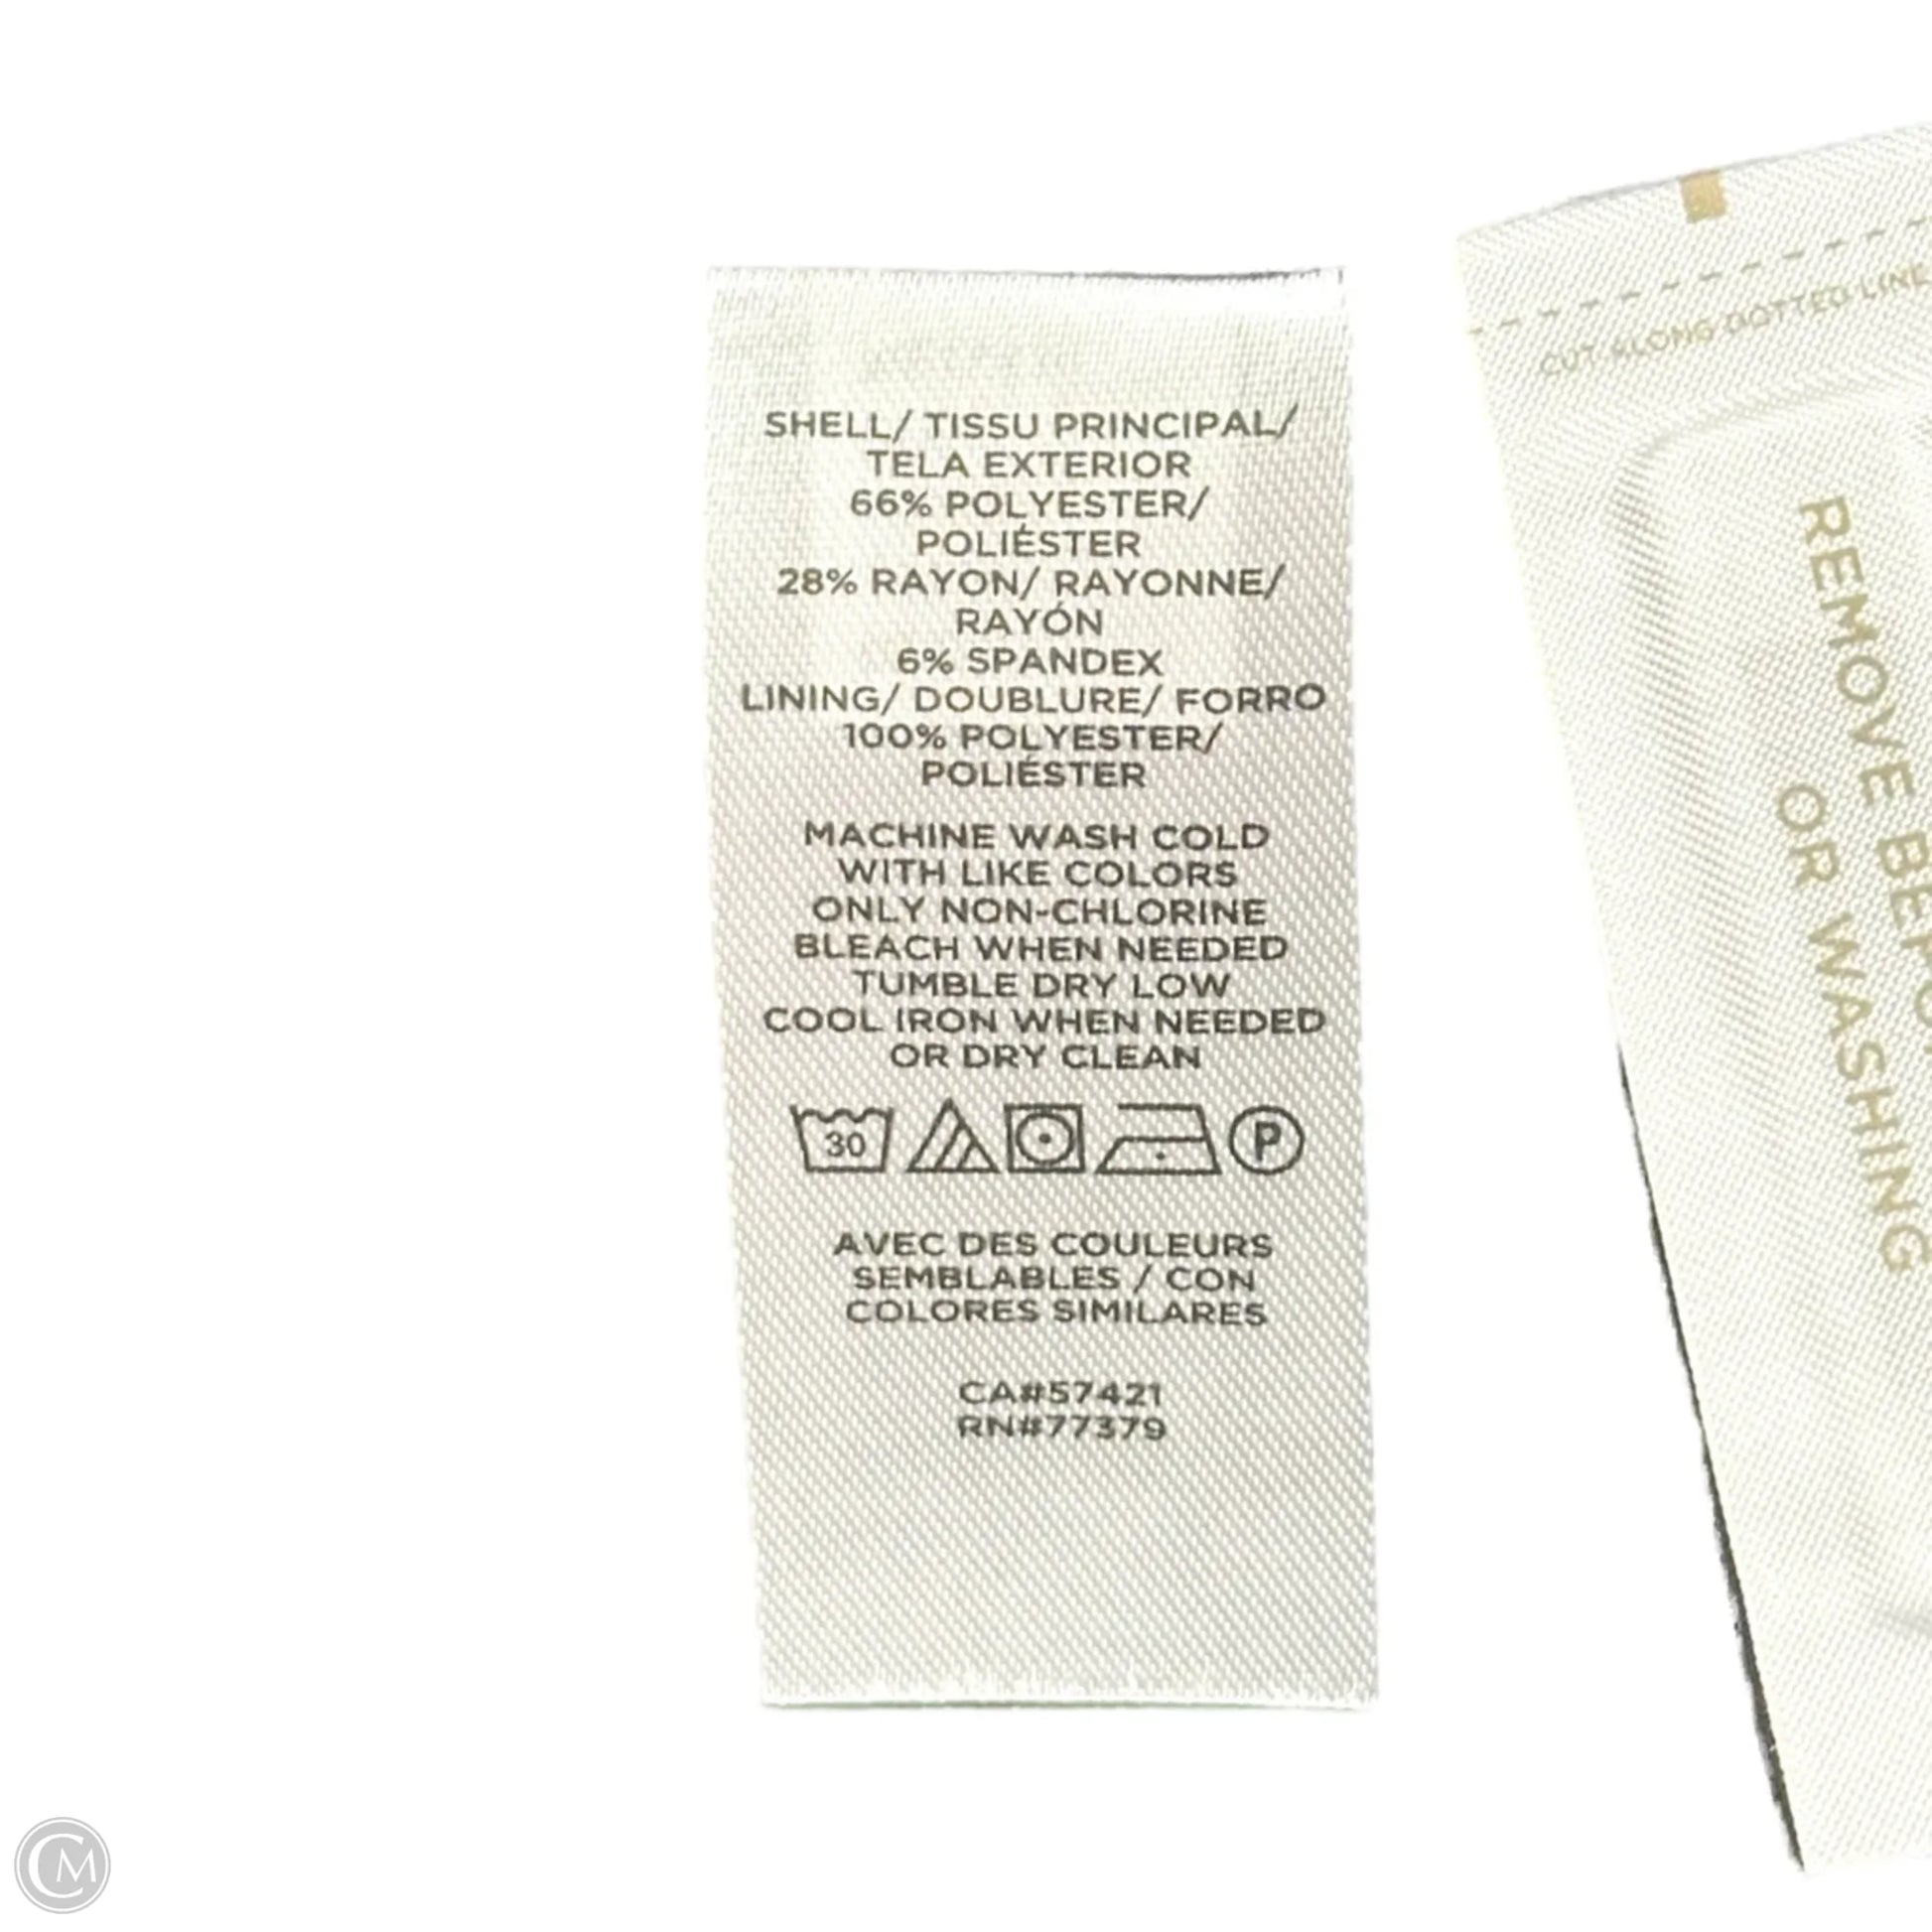 SHELL/ TISSU PRINCIPAL/
TELA EXTERIOR
66% POLYESTER/
POLIÉSTER
28% RAYON/ RAYONNE/
RAYÓN
6% SPANDEX
LINING/ DOUBLURE/ FORRO
100% POLYESTER/
POLIÉSTER
MACHINE WASH COLD
WITH LIKE COLORS
ONLY NON-CHLORINE
BLEACH WHEN NEEDED
TUMBLE DRY LOW
COOL IRON WHEN NEEDED
OR DRY CLEAN
30
P
AVEC DES COULEURS
SEMBLABLES / CON
COLORES SIMILARES
CA#57421
RN#77379
CUT ALONG DOTTED LINE
REMOVE
OR WASHING
CM